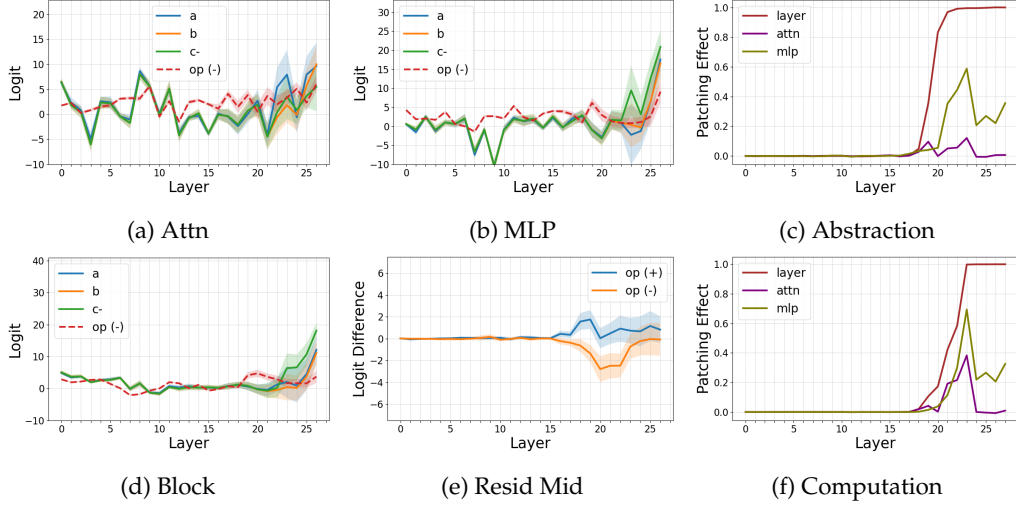 20
15
10
5
0
−5
−10
Logit
a
b
c-
op (-)
0 5 10 15 20 25
Layer
(a) Attn
30
25
20
15
10
5
0
−5
−10
Logit
a
b
c-
op (-)
0 5 10 15 20 25
Layer
(b) MLP
1.0
0.8
0.6
0.4
0.2
0.0
Patching Effect
layer
attn
mlp
0 5 10 15 20 25
Layer
(c) Abstraction
40
30
20
10
0
−10
Logit
a
b
c-
op (-)
0 5 10 15 20 25
Layer
(d) Block
6
4
2
0
−2
−4
−6
Logit Difference
op (+)
op (-)
0 5 10 15 20 25
Layer
(e) Resid Mid
1.0
0.8
0.6
0.4
0.2
0.0
Patching Effect
layer
attn
mlp
0 5 10 15 20 25
Layer
(f) Computation